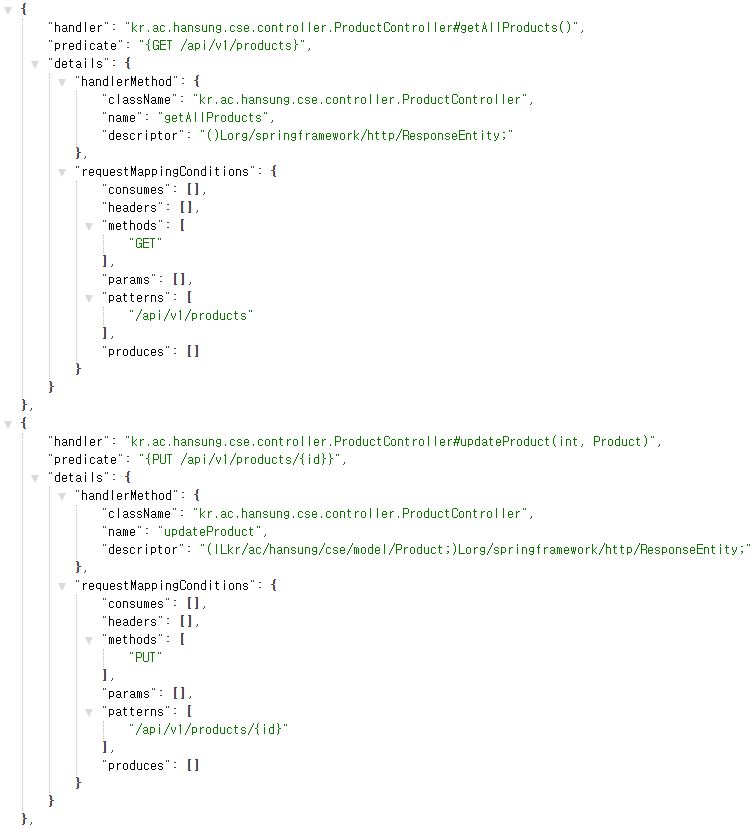 {
"handler": "kr.ac.hansung.cse.controller.ProductController#getAllProducts()",
"predicate": "{GET /api/v1/products}",
"details": {
"handlerMethod": {
"className": "kr.ac.hansung.cse.controller.ProductController",
"name": "getAllProducts",
"descriptor": "()Lorg/springframework/http/ResponseEntity;"
},
"requestMappingConditions": {
"consumes": [],
"headers": [],
"methods": [
"GET"
],
"params": [],
"patterns": [
"/api/v1/products"
],
"produces": []
}
}
},
{
"handler": "kr.ac.hansung.cse.controller.ProductController#updateProduct(int, Product)",
"predicate": "{PUT /api/v1/products/{id}}",
"details": {
"handlerMethod": {
"className": "kr.ac.hansung.cse.controller.ProductController",
"name": "updateProduct",
"descriptor": "(ILkr/ac/hansung/cse/model/Product;)Lorg/springframework/http/ResponseEntity;"
},
"requestMappingConditions": {
"consumes": [],
"headers": [],
"methods": [
"PUT"
],
"params": [],
"patterns": [
"/api/v1/products/{id}"
],
"produces": []
}
}
},